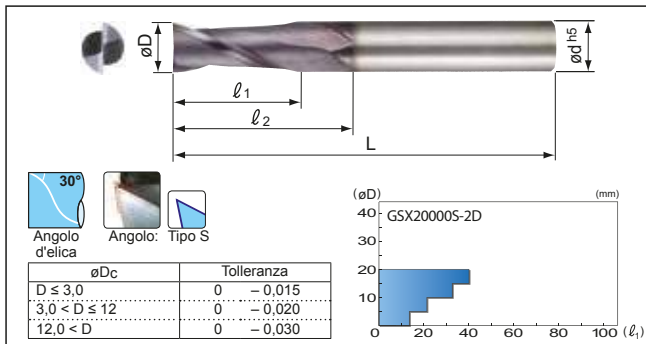 øD
ød h5
ℓ1
ℓ2
L
30°
Angolo d'elica
Angolo:
Tipo S
øDc Tolleranza
D ≤ 3,0 0 – 0,015
3,0 < D ≤ 12 0 – 0,020
12,0 < D 0 – 0,030
(øD) (mm)
GSX20000S-2D
40
30
20
10
0 20 40 60 80 100 (ℓ1)